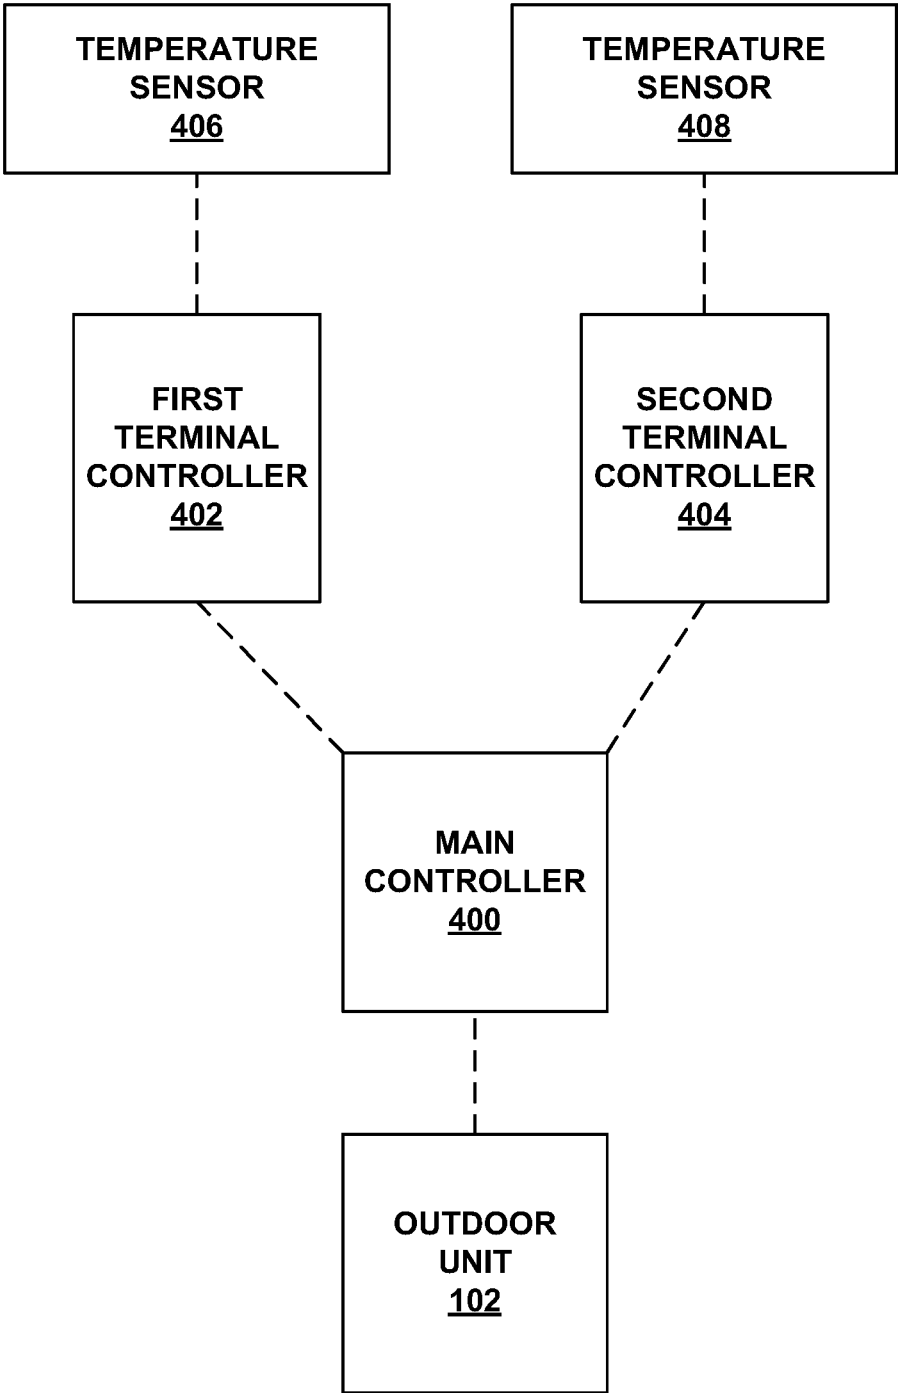 TEMPERATURE
SENSOR
406
TEMPERATURE
SENSOR
408
FIRST
TERMINAL
CONTROLLER
402
SECOND
TERMINAL
CONTROLLER
404
MAIN
CONTROLLER
400
OUTDOOR
UNIT
102